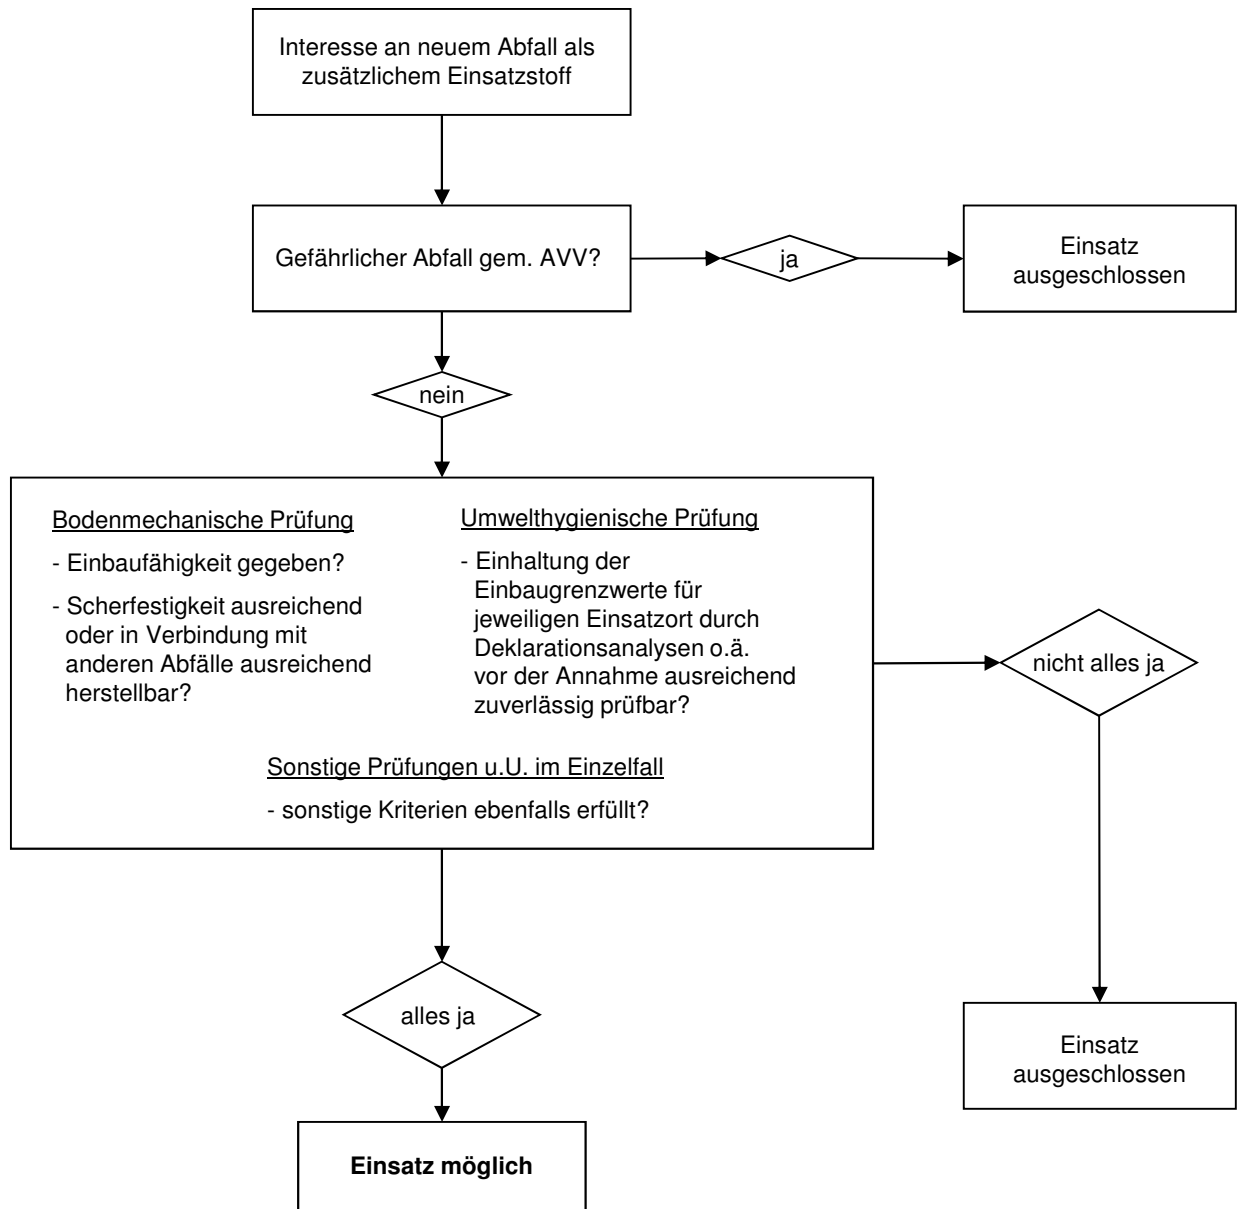 Interesse an neuem Abfall als
zusätzlichem Einsatzstoff
Gefährlicher Abfall gem. AVV?
ja
Einsatz
ausgeschlossen
nein
Bodenmechanische Prüfung
- Einbaufähigkeit gegeben?
- Scherfestigkeit ausreichend
oder in Verbindung mit
anderen Abfälle ausreichend
herstellbar?
Umwelthygienische Prüfung
- Einhaltung der
Einbaugrenzwerte für
jeweiligen Einsatzort durch
Deklarationsanalysen o.ä.
vor der Annahme ausreichend
zuverlässig prüfbar?
Sonstige Prüfungen u.U. im Einzelfall
- sonstige Kriterien ebenfalls erfüllt?
nicht alles ja
alles ja
Einsatz
ausgeschlossen
Einsatz möglich